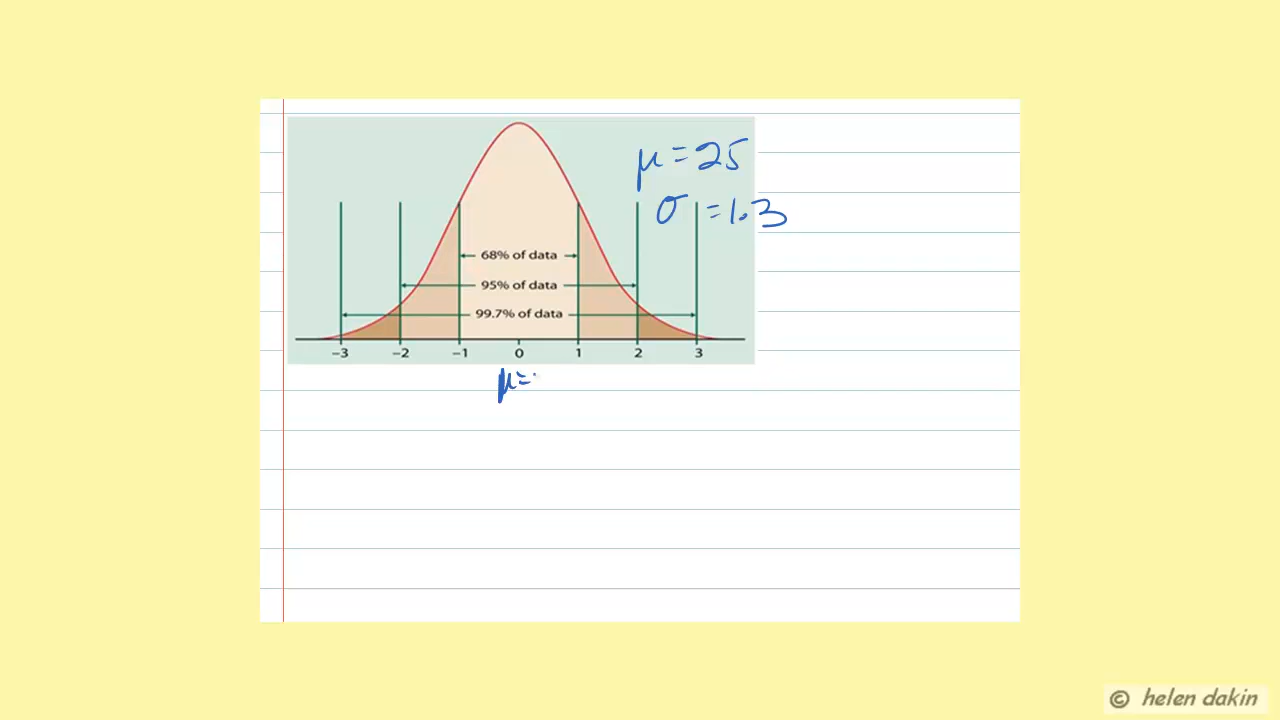 μ = 25
σ = 1.3
68% of data
95% of data
99.7% of data
−3 −2 −1 0 1 2 3
μ=
© helen dakin